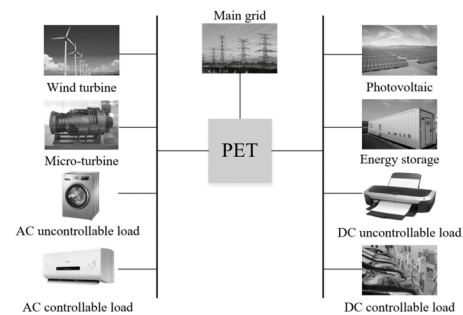 Main grid
Wind turbine
Photovoltaic
Micro-turbine
PET
Energy storage
AC uncontrollable load
DC uncontrollable load
AC controllable load
DC controllable load